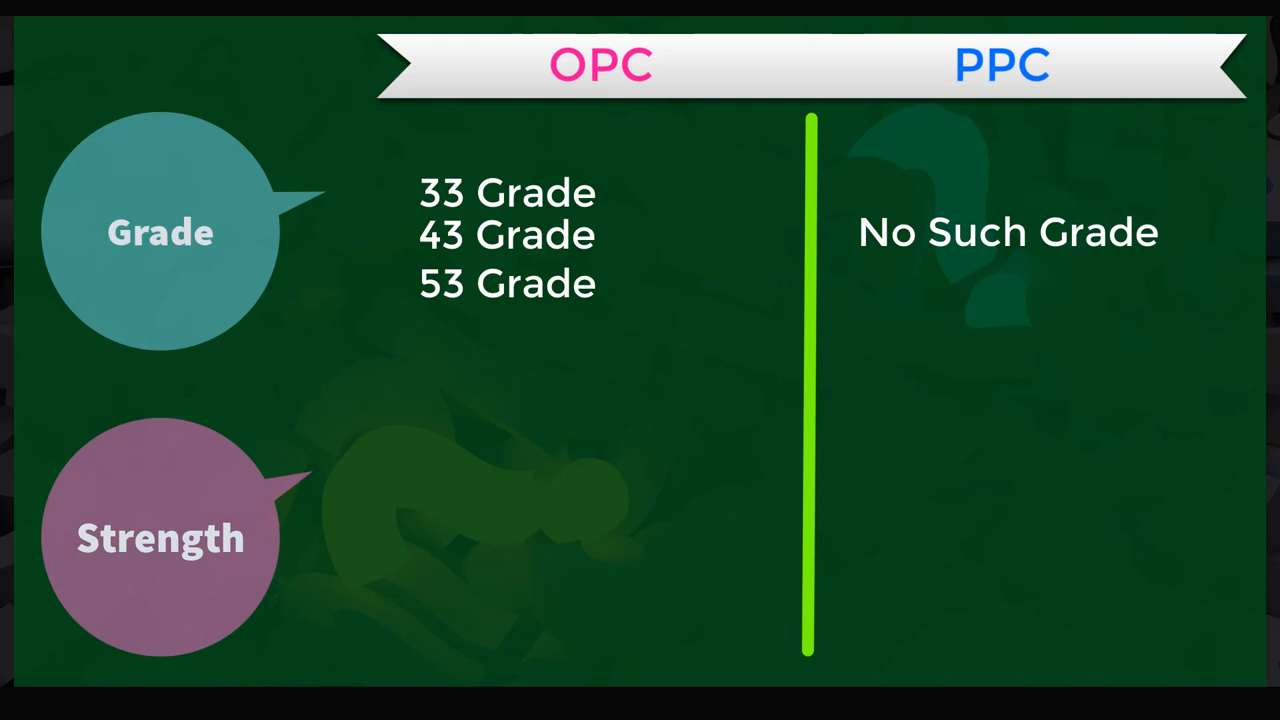 OPC PPC
Grade
33 Grade
43 Grade
53 Grade
No Such Grade
Strength